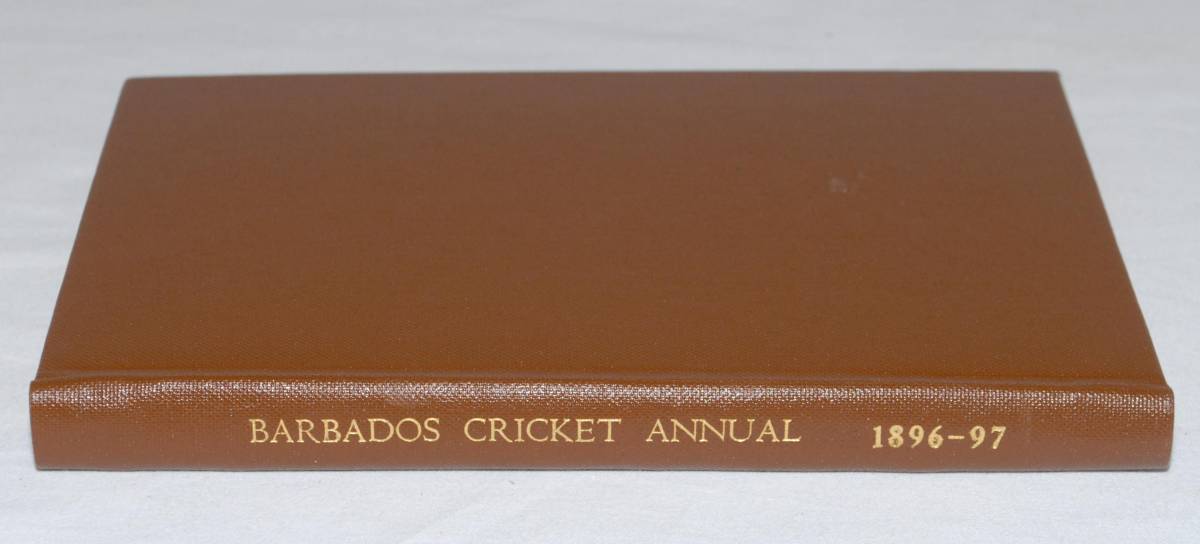 BARBADOS CRICKET ANNUAL 1896-97